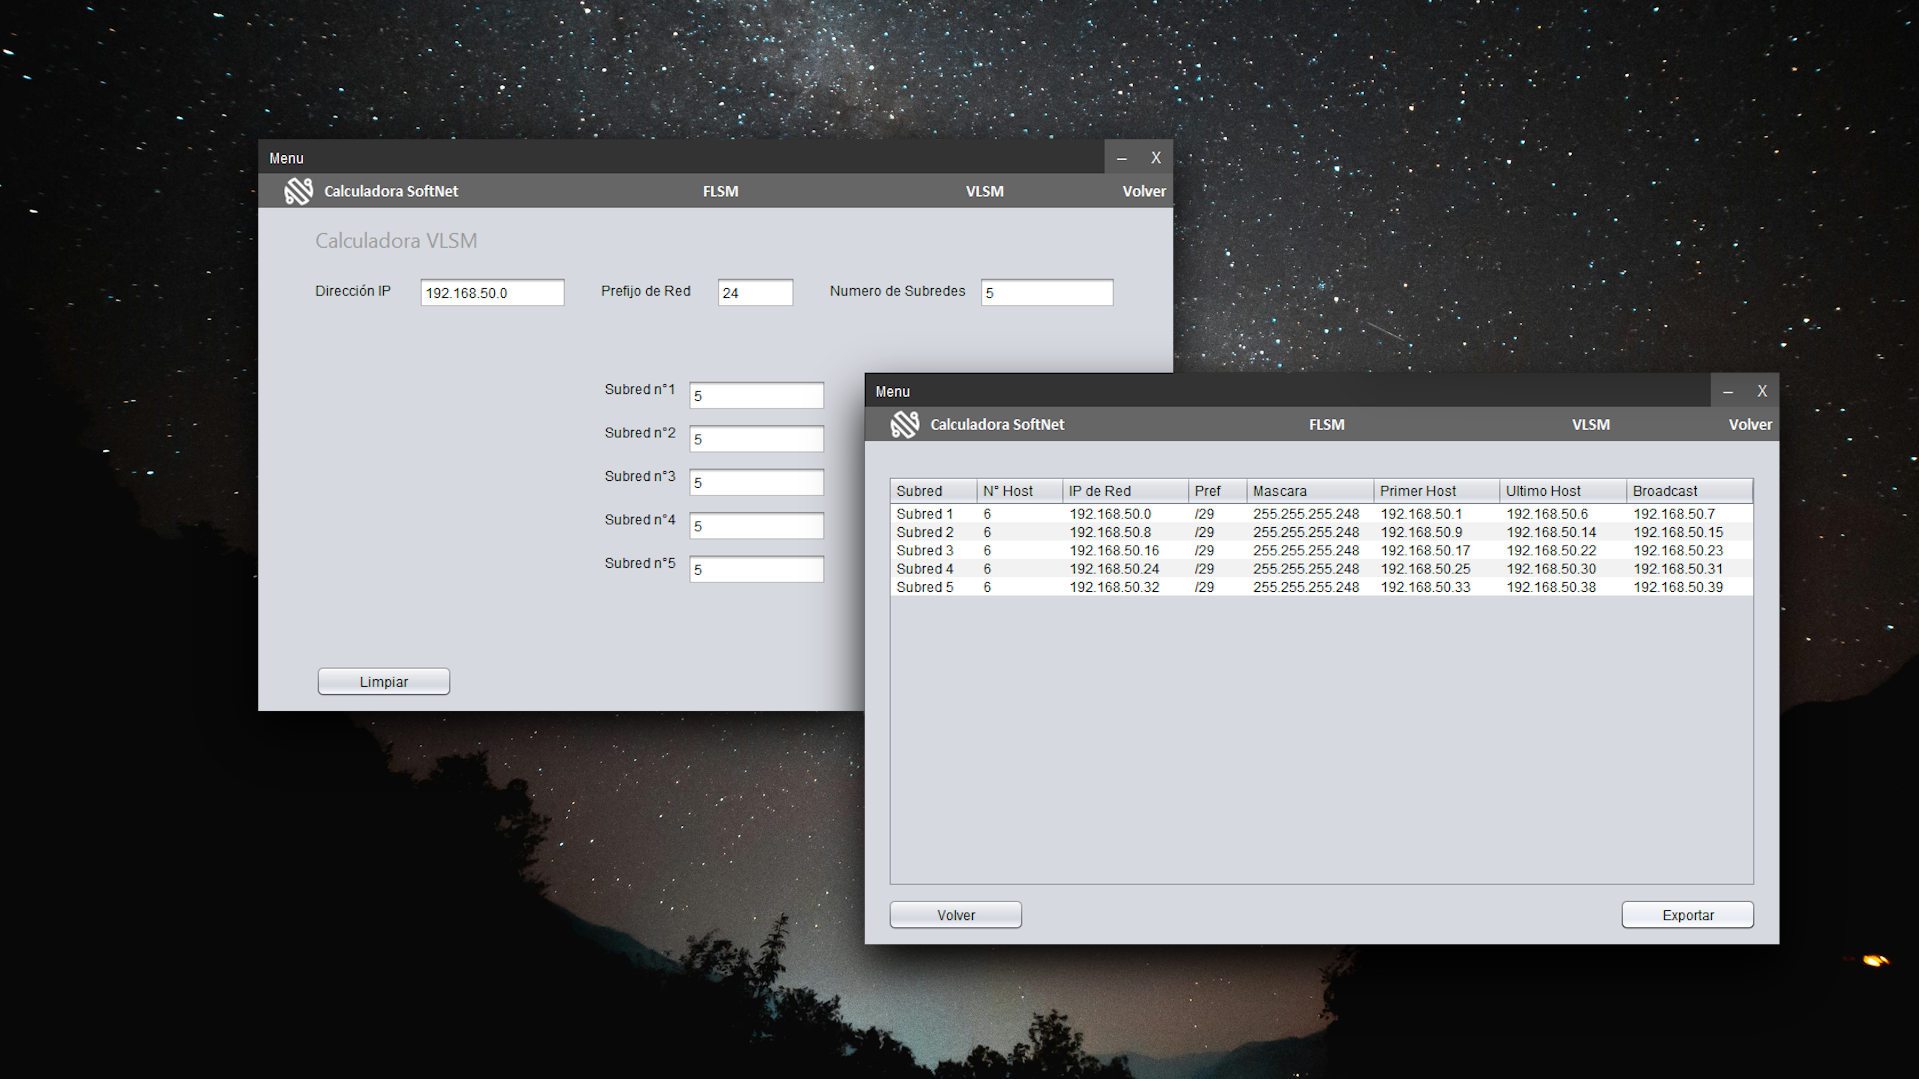 Menu
– X
Calculadora SoftNet FLSM VLSM Volver
Calculadora VLSM
Dirección IP 192.168.50.0 Prefijo de Red 24 Numero de Subredes 5
Subred n°1 5
Subred n°2 5
Subred n°3 5
Subred n°4 5
Subred n°5 5
Limpiar
Menu
– X
Calculadora SoftNet FLSM VLSM Volver
Subred N° Host IP de Red Pref Mascara Primer Host Ultimo Host Broadcast
Subred 1 6 192.168.50.0 /29 255.255.255.248 192.168.50.1 192.168.50.6 192.168.50.7
Subred 2 6 192.168.50.8 /29 255.255.255.248 192.168.50.9 192.168.50.14 192.168.50.15
Subred 3 6 192.168.50.16 /29 255.255.255.248 192.168.50.17 192.168.50.22 192.168.50.23
Subred 4 6 192.168.50.24 /29 255.255.255.248 192.168.50.25 192.168.50.30 192.168.50.31
Subred 5 6 192.168.50.32 /29 255.255.255.248 192.168.50.33 192.168.50.38 192.168.50.39
Volver Exportar